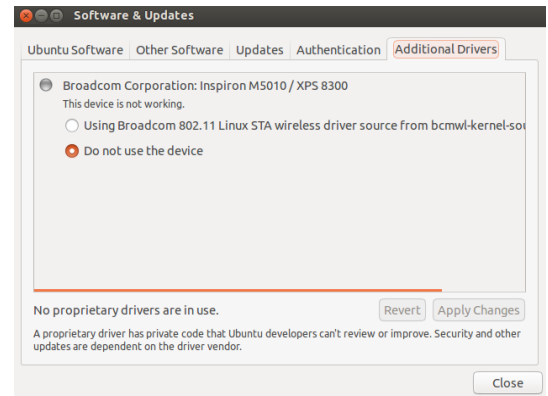 Software & Updates
Ubuntu Software Other Software Updates Authentication Additional Drivers
Broadcom Corporation: Inspiron M5010 / XPS 8300
This device is not working.
Using Broadcom 802.11 Linux STA wireless driver source from bcmwl-kernel-sou
Do not use the device
No proprietary drivers are in use.
Revert Apply Changes
A proprietary driver has private code that Ubuntu developers can't review or improve. Security and other
updates are dependent on the driver vendor.
Close